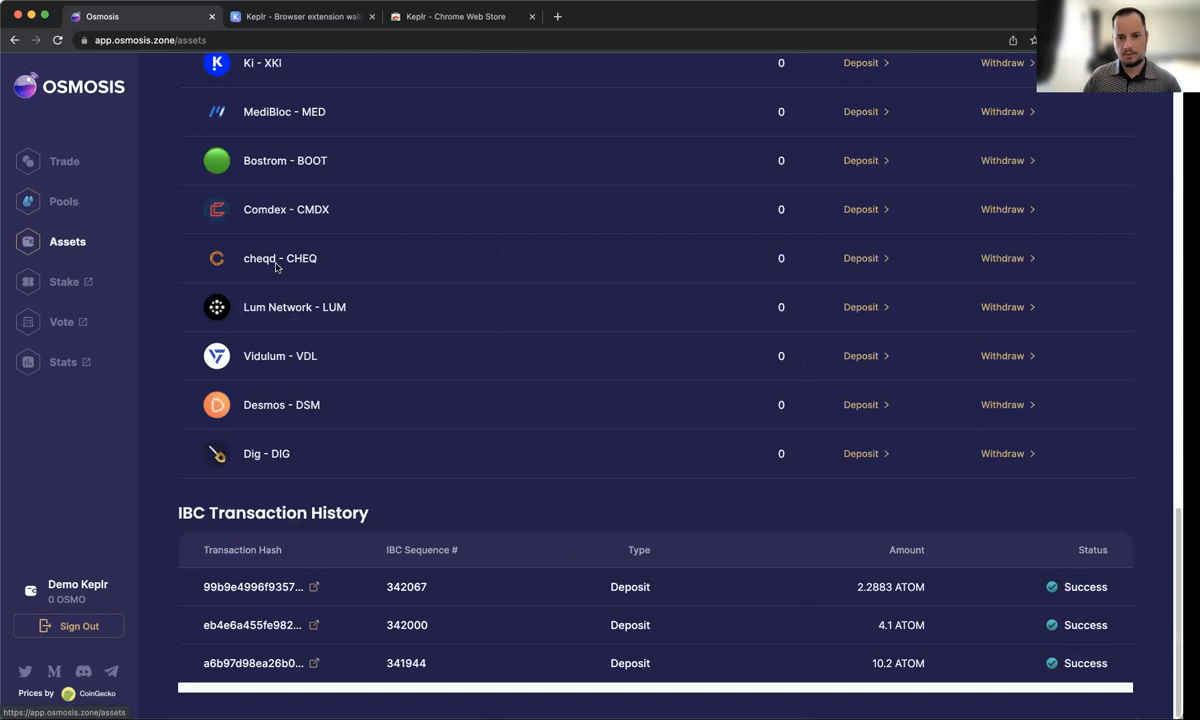 Osmosis
Keplr - Browser extension wall
Keplr - Chrome Web Store
app.osmosis.zone/assets
OSMOSIS
Trade
Pools
Assets
Stake
Vote
Stats
Demo Keplr
0 OSMO
Sign Out
Prices by CoinGecko
https://app.osmosis.zone/assets
Ki - XKI 0 Deposit Withdraw
MediBloc - MED 0 Deposit Withdraw
Bostrom - BOOT 0 Deposit Withdraw
Comdex - CMDX 0 Deposit Withdraw
cheqd - CHEQ 0 Deposit Withdraw
Lum Network - LUM 0 Deposit Withdraw
Vidulum - VDL 0 Deposit Withdraw
Desmos - DSM 0 Deposit Withdraw
Dig - DIG 0 Deposit Withdraw
IBC Transaction History
Transaction Hash IBC Sequence # Type Amount Status
99b9e4996f9357... 342067 Deposit 2.2883 ATOM Success
eb4e6a455fe982... 342000 Deposit 4.1 ATOM Success
a6b97d98ea26b0... 341944 Deposit 10.2 ATOM Success